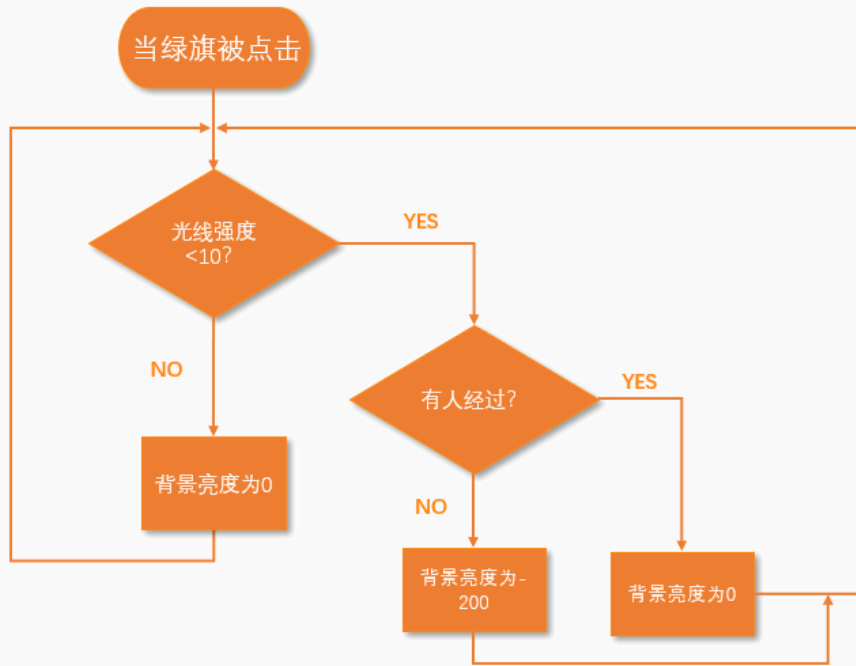 当绿旗被点击
光线强度
<10?
YES
NO
有人经过?
YES
背景亮度为0
NO
背景亮度为-
200
背景亮度为0